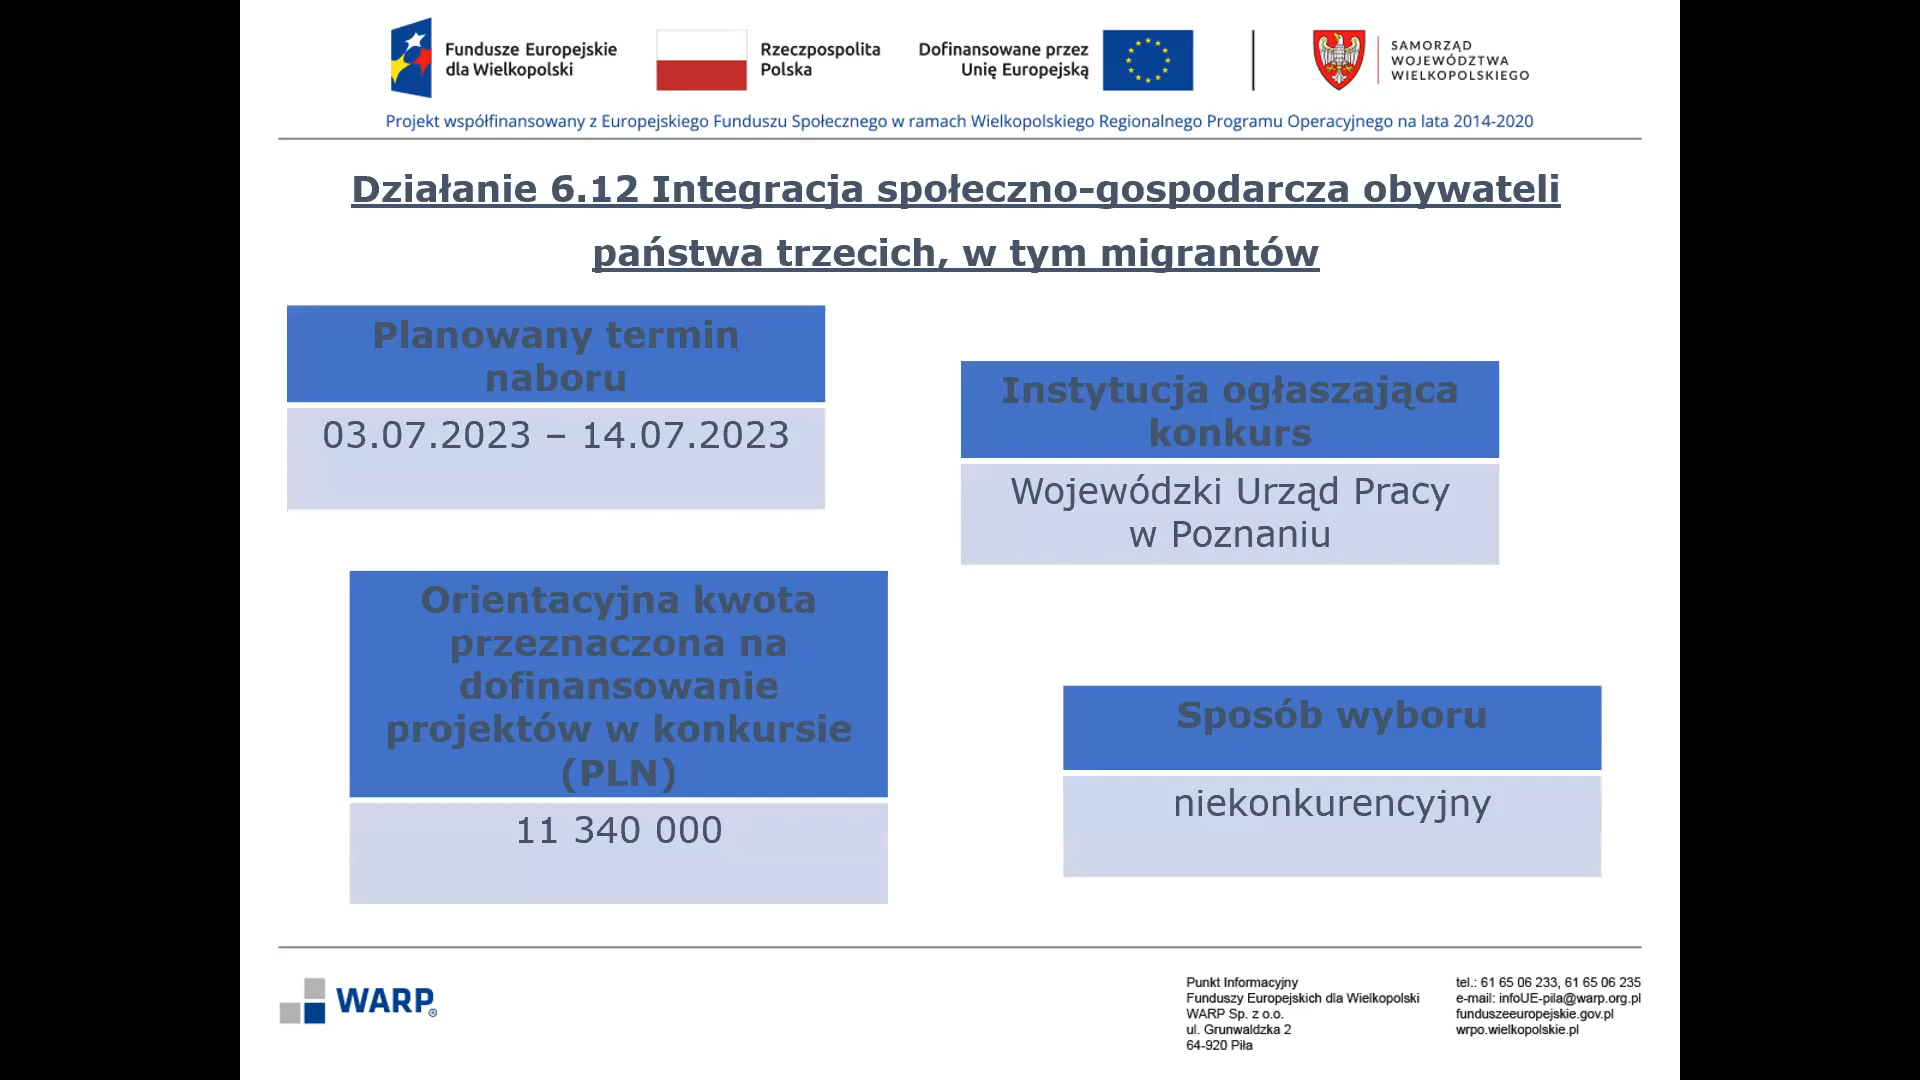 Fundusze Europejskie
dla Wielkopolski
Rzeczpospolita
Polska
Dofinansowane przez
Unię Europejską
SAMORZĄD
WOJEWÓDZTWA
WIELKOPOLSKIEGO
Projekt współfinansowany z Europejskiego Funduszu Społecznego w ramach Wielkopolskiego Regionalnego Programu Operacyjnego na lata 2014-2020
Działanie 6.12 Integracja społeczno-gospodarcza obywateli
państwa trzecich, w tym migrantów
Planowany termin
naboru
03.07.2023 – 14.07.2023
Instytucja ogłaszająca
konkurs
Wojewódzki Urząd Pracy
w Poznaniu
Orientacyjna kwota
przeznaczona na
dofinansowanie
projektów w konkursie
(PLN)
11 340 000
Sposób wyboru
niekonkurencyjny
WARP®
Punkt Informacyjny
Funduszy Europejskich dla Wielkopolski
WARP Sp. z o.o.
ul. Grunwaldzka 2
64-920 Piła
tel.: 61 65 06 233, 61 65 06 235
e-mail: infoUE-pila@warp.org.pl
funduszeeuropejskie.gov.pl
wrpo.wielkopolskie.pl